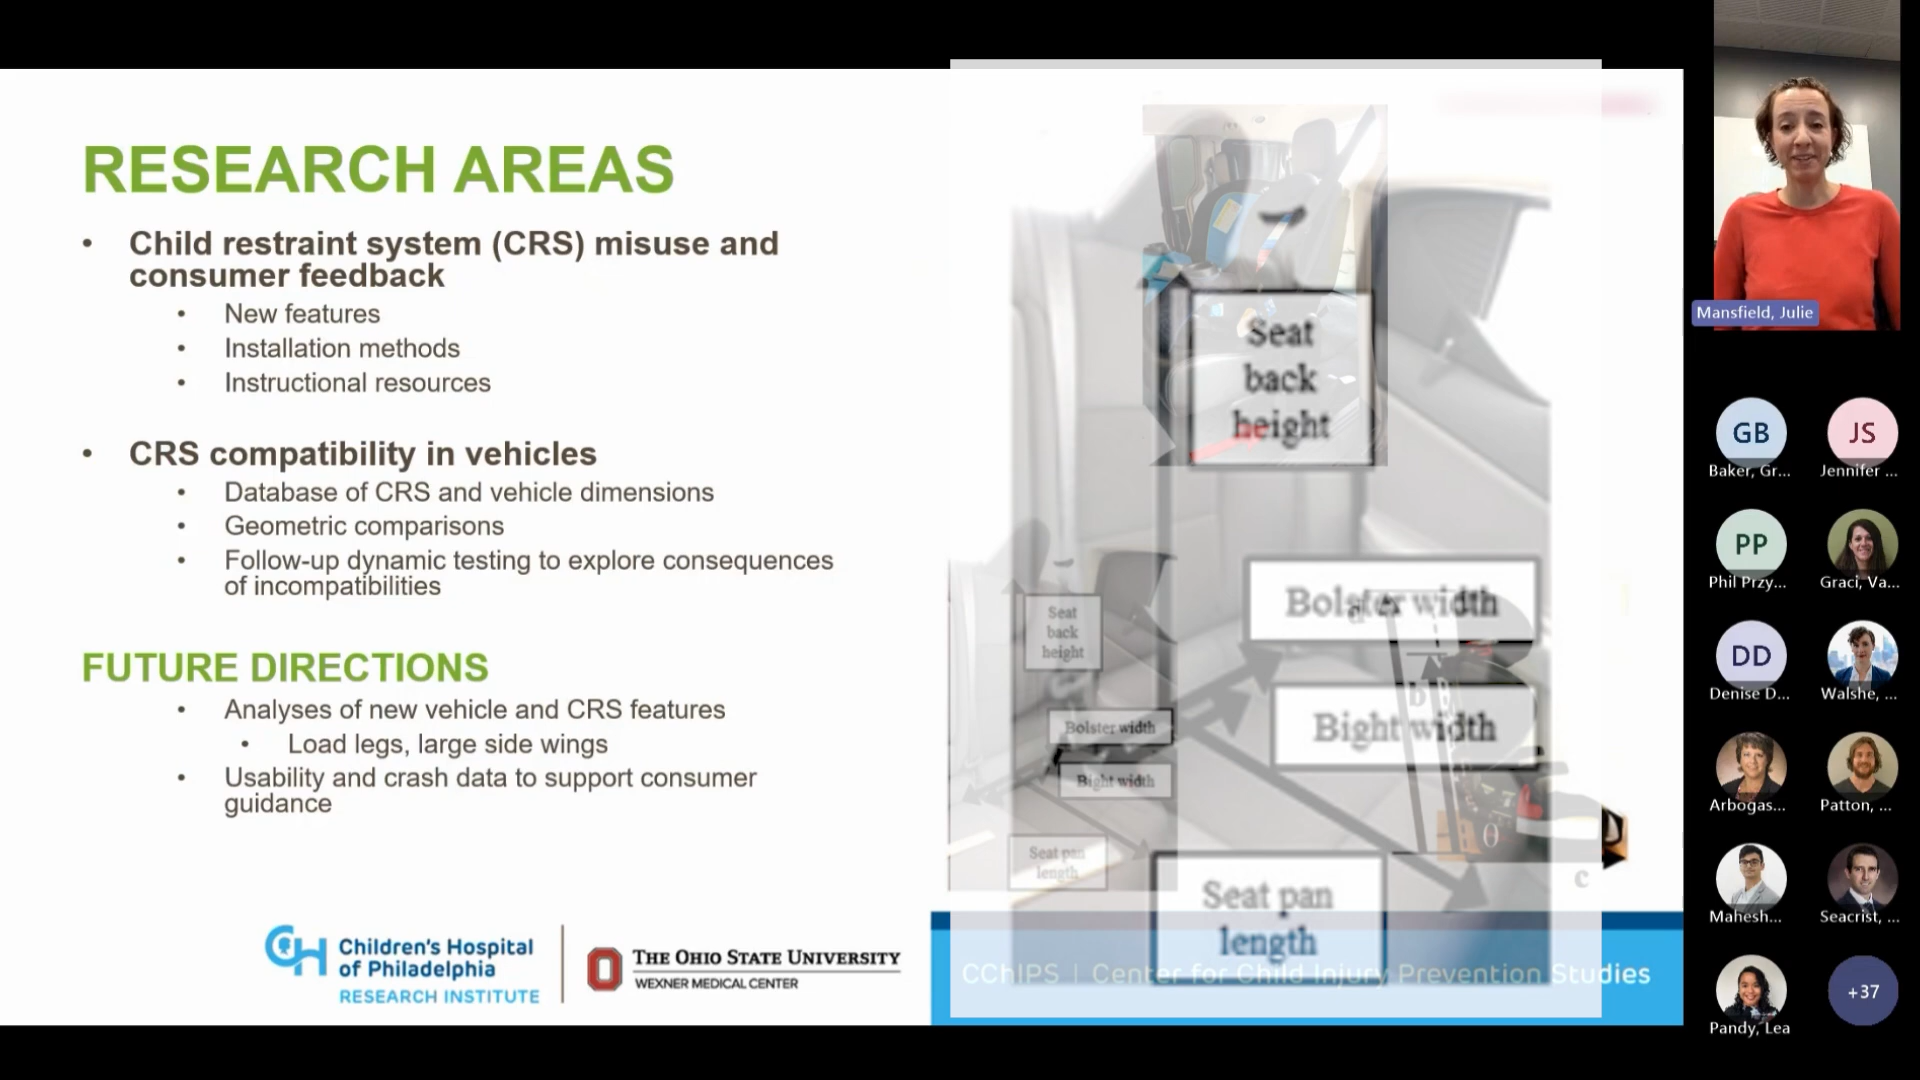 RESEARCH AREAS
• Child restraint system (CRS) misuse and
consumer feedback
• New features
• Installation methods
• Instructional resources
• CRS compatibility in vehicles
• Database of CRS and vehicle dimensions
• Geometric comparisons
• Follow-up dynamic testing to explore consequences
of incompatibilities
FUTURE DIRECTIONS
• Analyses of new vehicle and CRS features
• Load legs, large side wings
• Usability and crash data to support consumer
guidance
Children's Hospital
of Philadelphia
RESEARCH INSTITUTE
THE OHIO STATE UNIVERSITY
WEXNER MEDICAL CENTER
Seat
back
height
Bolster width
Bight width
Seat pan
length
Seat
back
height
Bolster width
Bight width
Seat pan
length
b
θ
c
CChIPS | Center for Child Injury Prevention Studies
Mansfield, Julie
GB
Baker, Gr...
JS
Jennifer ...
PP
Phil Przy...
Graci, Va...
DD
Denise D...
Walshe, ...
Arbogas...
Patton, ...
Mahesh...
Seacrist, ...
Pandy, Lea
+37